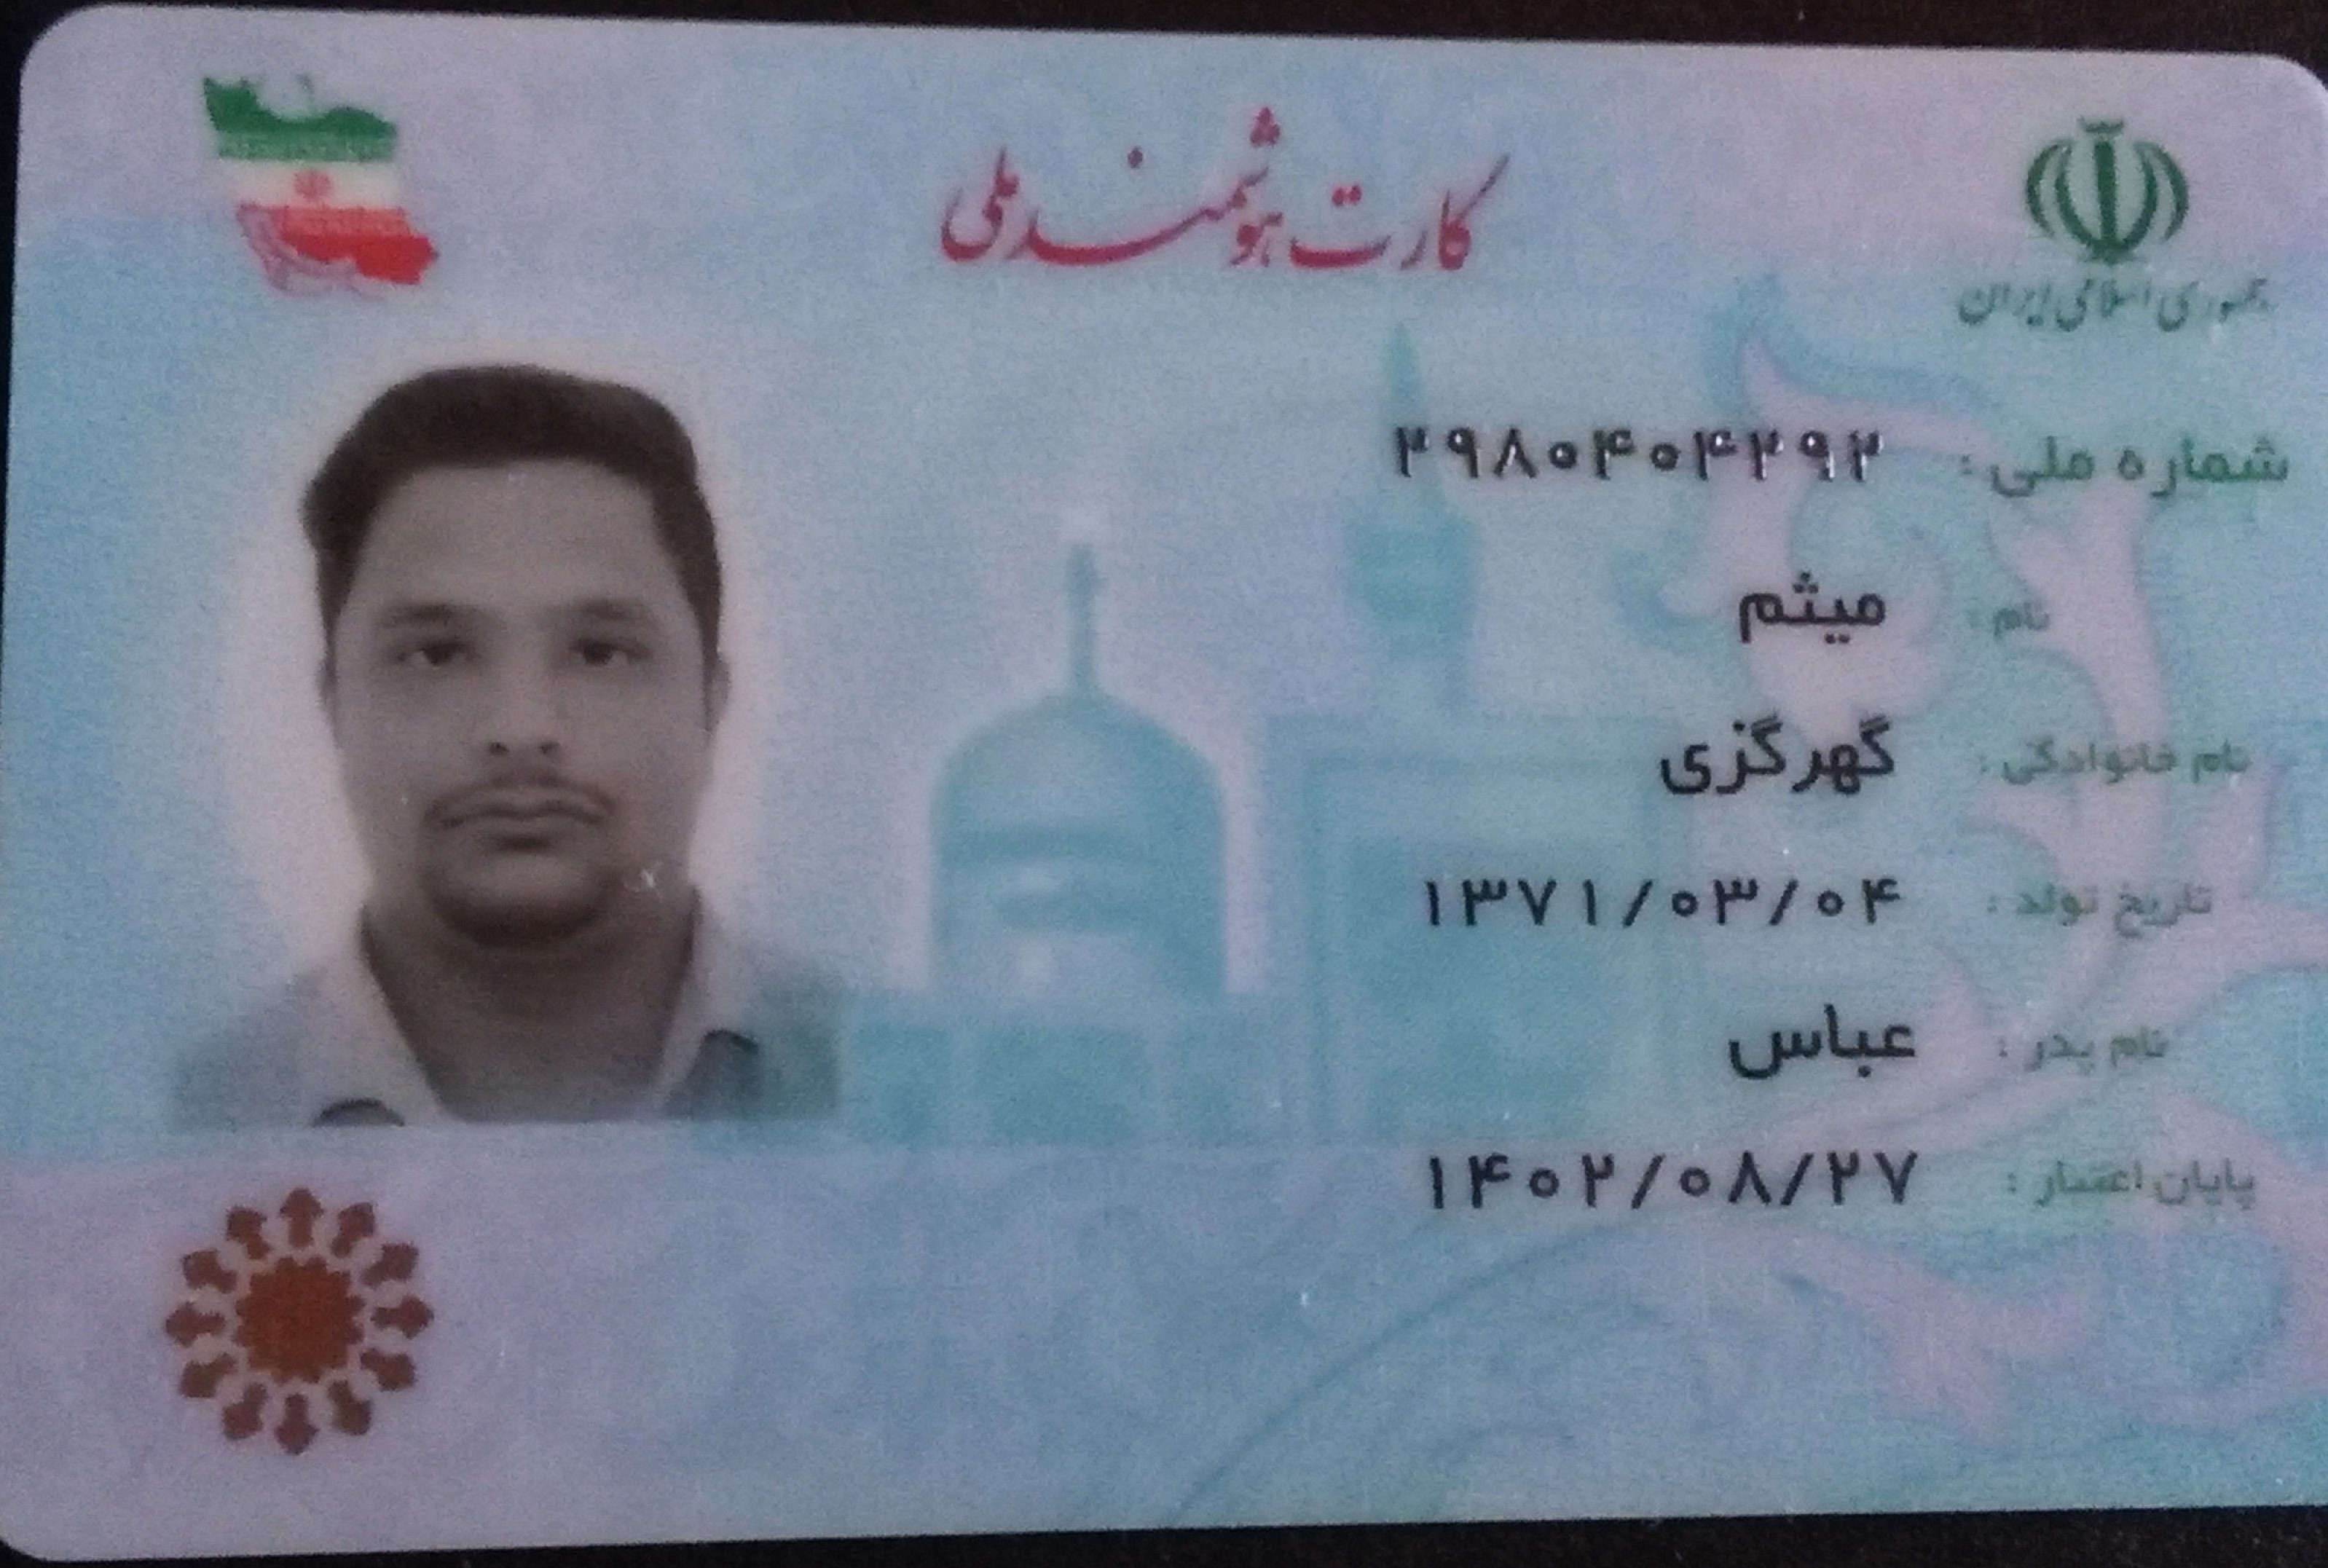 کارت هوشمند ملی
جمهوری اسلامی ایران
شماره ملی: ۲۹۸۰۴۰۴۲۹۲
نام: میثم
نام خانوادگی: گهرگزی
تاریخ تولد: ۱۳۷۱/۰۳/۰۴
نام پدر: عباس
پایان اعتبار: ۱۴۰۲/۰۸/۲۷